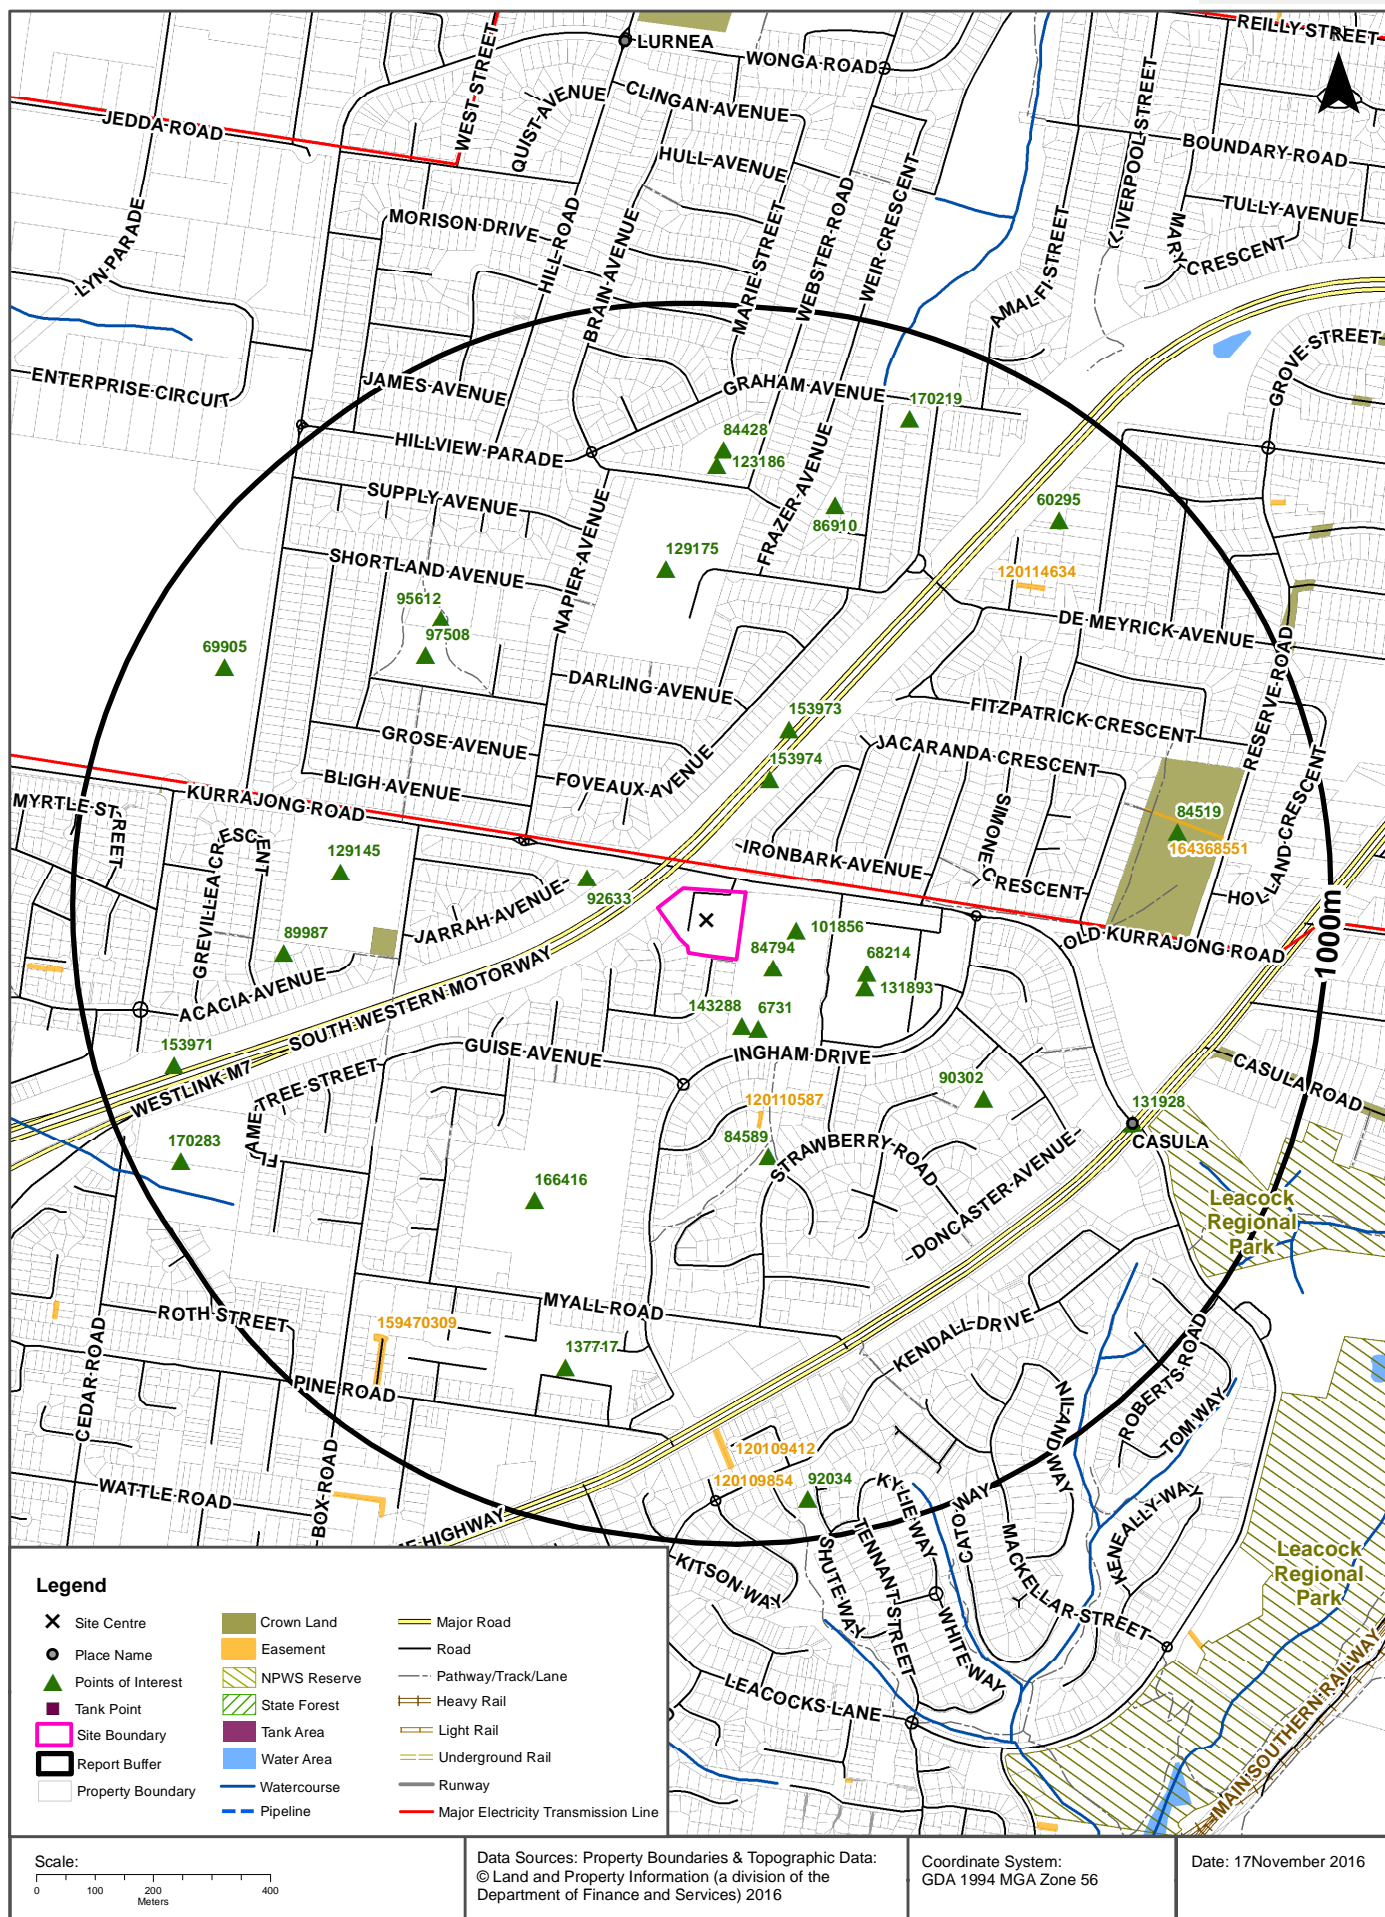 REILLY STREET
LURNEA
WONGA ROAD
WEST STREET
JEDDA ROAD
QUIST AVENUE
CLINGAN AVENUE
LIVERPOOL STREET
BOUNDARY ROAD
HULL AVENUE
LYN PARADE
MORISON DRIVE
HILL ROAD
BRAIN AVENUE
MARIE STREET
WEBSTER ROAD
WEIR CRESCENT
AMALFI STREET
MARY
CRESCENT
TULLY AVENUE
ENTERPRISE CIRCUIT
JAMES AVENUE
GRAHAM AVENUE
GROVE STREET
170219
HILLVIEW PARADE
84428
123186
SUPPLY AVENUE
NAPIER AVENUE
FRAZER AVENUE
86910
60295
SHORTLAND AVENUE
129175
120114634
95612
97508
DE MEYRICK AVENUE
69905
DARLING AVENUE
RESERVE ROAD
153973
FITZPATRICK CRESCENT
GROSE AVENUE
153974
JACARANDA CRESCENT
BLIGH AVENUE
FOVEAUX AVENUE
KURRAJONG ROAD
MYRTLE ST
REET
GREVILLEA CRESCENT
SIMONE
CRESCENT
84519
164368551
HOLLAND CRESCENT
129145
IRONBARK AVENUE
JARRAH AVENUE
92633
89987
101856
OLD KURRAJONG ROAD
1000m
84794
68214
131893
ACACIA AVENUE
SOUTH WESTERN MOTORWAY
143288
6731
153971
WESTLINK M7
GUISE AVENUE
INGHAM DRIVE
FLAME TREE STREET
90302
CASULA ROAD
120110587
131928
CASULA
84589
170283
STRAWBERRY ROAD
166416
DONCASTER AVENUE
Leacock
Regional
Park
MYALL ROAD
ROTH STREET
159470309
KENDALL DRIVE
137717
ROBERTS ROAD
PINE ROAD
CEDAR ROAD
NILAND WAY
TOM WAY
120109412
120109854
92034
WATTLE ROAD
BOX ROAD
E HIGHWAY
KYLIE WAY
CATO WAY
KENEALLY WAY
TENNANT STREET
SHUTE WAY
KITSON WAY
MACKELLAR STREET
WHITE WAY
Leacock
Regional
Park
LEACOCKS LANE
MAIN SOUTHERN RAILWAY
Legend
Site Centre
Place Name
Points of Interest
Tank Point
Site Boundary
Report Buffer
Property Boundary
Crown Land
Easement
NPWS Reserve
State Forest
Tank Area
Water Area
Watercourse
Pipeline
Major Road
Road
Pathway/Track/Lane
Heavy Rail
Light Rail
Underground Rail
Runway
Major Electricity Transmission Line
Scale:
0 100 200 400
Meters
Data Sources: Property Boundaries & Topographic Data:
© Land and Property Information (a division of the
Department of Finance and Services) 2016
Coordinate System:
GDA 1994 MGA Zone 56
Date: 17November 2016